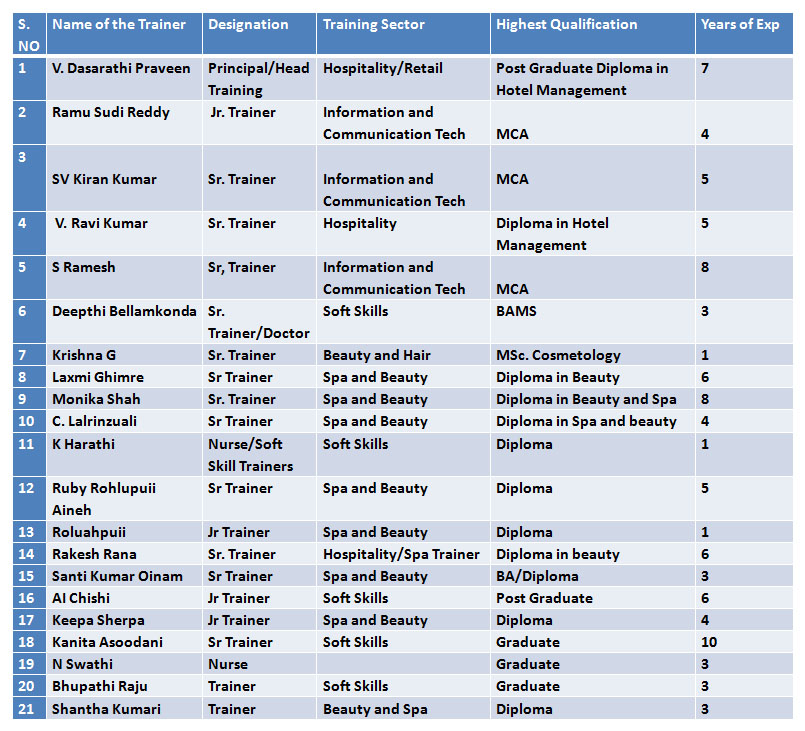 S. NO Name of the Trainer Designation Training Sector Highest Qualification Years of Exp
1 V. Dasarathi Praveen Principal/Head Training Hospitality/Retail Post Graduate Diploma in Hotel Management 7
2 Ramu Sudi Reddy Jr. Trainer Information and Communication Tech MCA 4
3 SV Kiran Kumar Sr. Trainer Information and Communication Tech MCA 5
4 V. Ravi Kumar Sr. Trainer Hospitality Diploma in Hotel Management 5
5 S Ramesh Sr, Trainer Information and Communication Tech MCA 8
6 Deepthi Bellamkonda Sr. Trainer/Doctor Soft Skills BAMS 3
7 Krishna G Sr. Trainer Beauty and Hair MSc. Cosmetology 1
8 Laxmi Ghimre Sr Trainer Spa and Beauty Diploma in Beauty 6
9 Monika Shah Sr. Trainer Spa and Beauty Diploma in Beauty and Spa 8
10 C. Lalrinzuali Sr Trainer Spa and Beauty Diploma in Spa and beauty 4
11 K Harathi Nurse/Soft Skill Trainers Soft Skills Diploma 1
12 Ruby Rohlupuii Aineh Sr Trainer Spa and Beauty Diploma 5
13 Roluahpuii Jr Trainer Spa and Beauty Diploma 1
14 Rakesh Rana Sr. Trainer Hospitality/Spa Trainer Diploma in beauty 6
15 Santi Kumar Oinam Sr Trainer Spa and Beauty BA/Diploma 3
16 AI Chishi Jr Trainer Soft Skills Post Graduate 6
17 Keepa Sherpa Jr Trainer Spa and Beauty Diploma 4
18 Kanita Asoodani Sr Trainer Soft Skills Graduate 10
19 N Swathi Nurse Graduate 3
20 Bhupathi Raju Trainer Soft Skills Graduate 3
21 Shantha Kumari Trainer Beauty and Spa Diploma 3